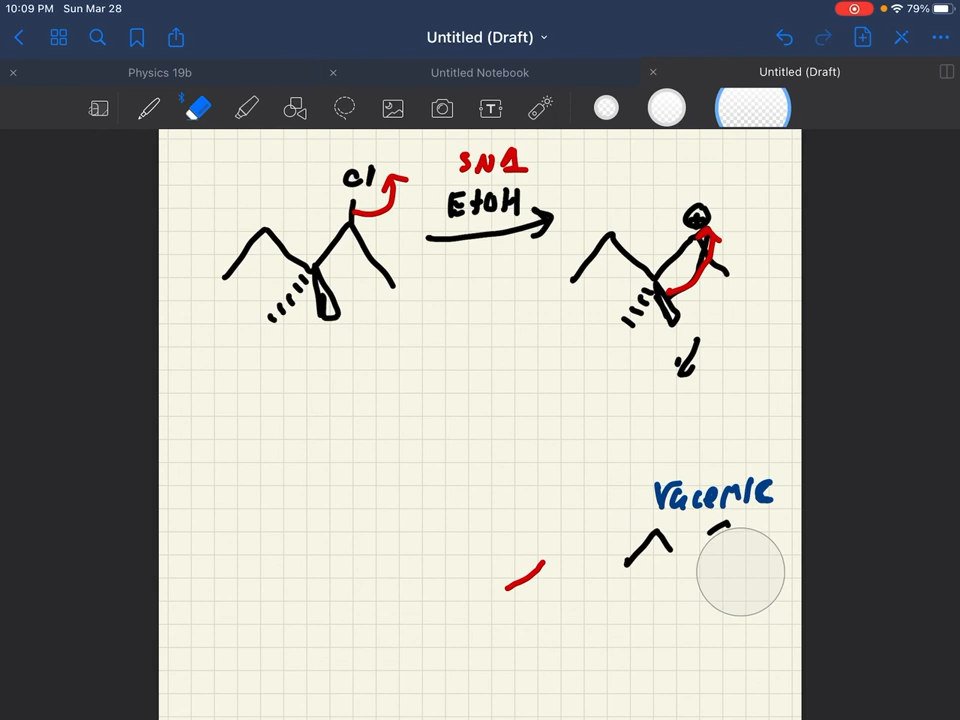 10:09 PM Sun Mar 28
79%
Untitled (Draft)
Physics 19b
Untitled Notebook
Untitled (Draft)
T
Cl
SN1
EtOH
+
racemic